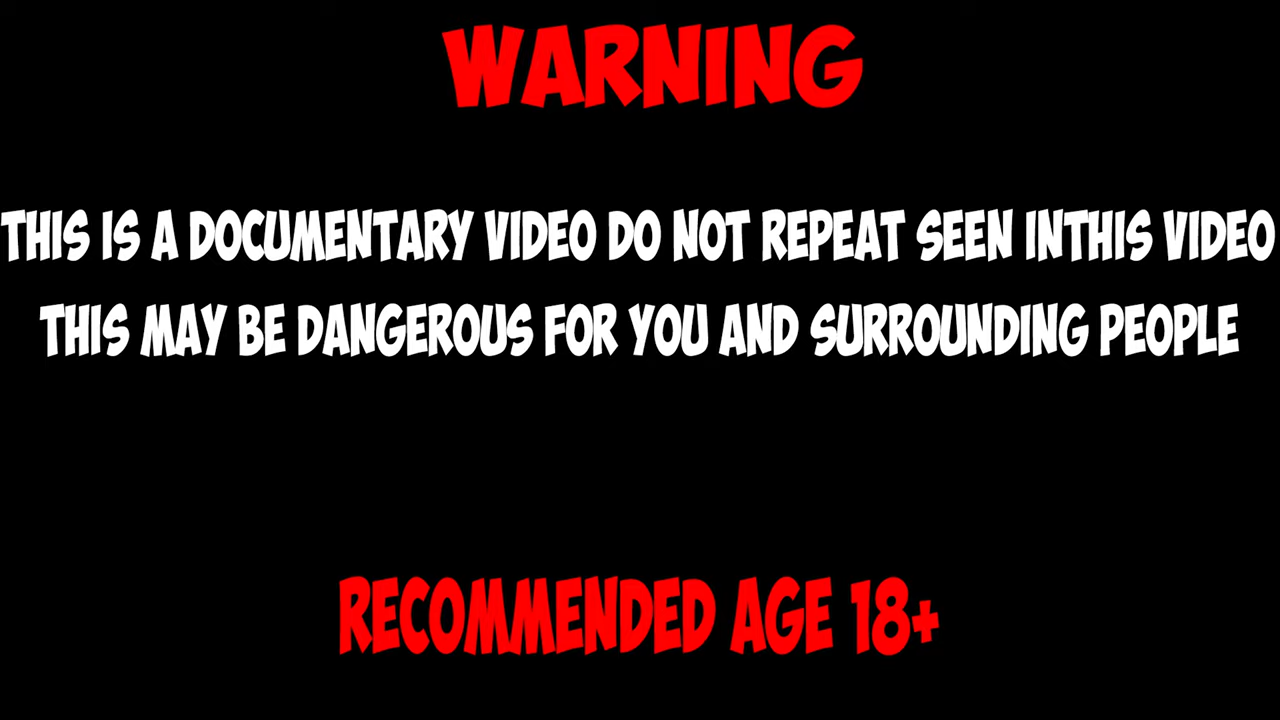 WARNING
THIS IS A DOCUMENTARY VIDEO DO NOT REPEAT SEEN INTHIS VIDEO
THIS MAY BE DANGEROUS FOR YOU AND SURROUNDING PEOPLE
RECOMMENDED AGE 18+